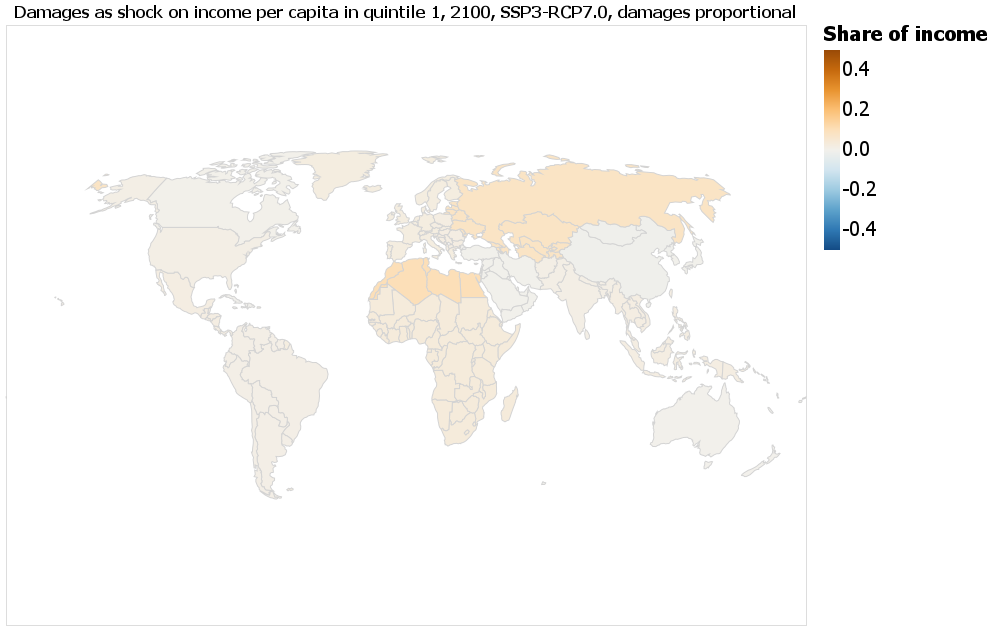 Damages as shock on income per capita in quintile 1, 2100, SSP3-RCP7.0, damages proportional
Share of income
0.4
0.2
0.0
-0.2
-0.4